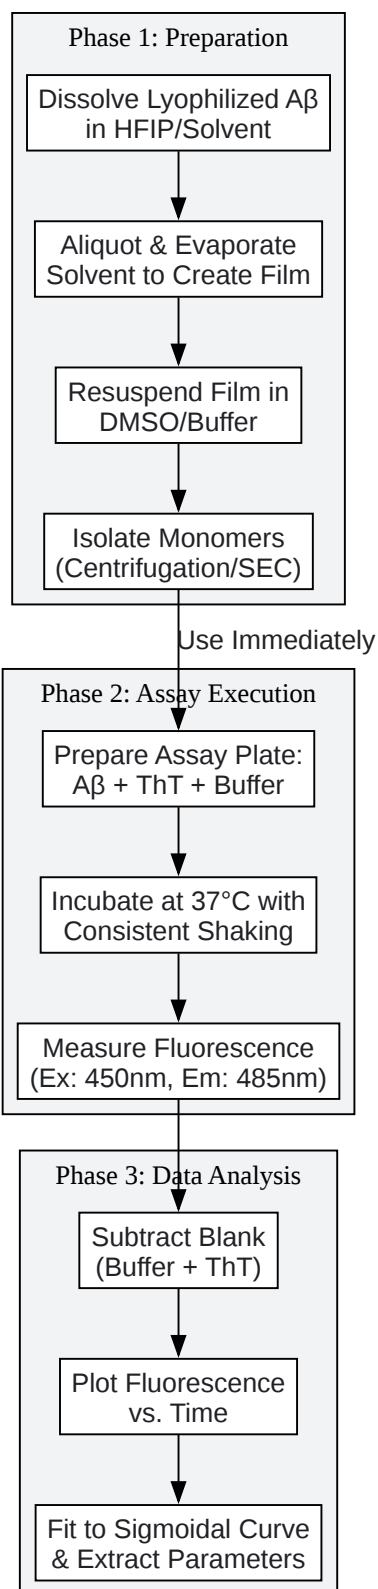 Phase 1: Preparation
Dissolve Lyophilized Aβ
in HFIP/Solvent
Aliquot & Evaporate
Solvent to Create Film
Resuspend Film in
DMSO/Buffer
Isolate Monomers
(Centrifugation/SEC)
Use Immediately
Phase 2: Assay Execution
Prepare Assay Plate:
Aβ + ThT + Buffer
Incubate at 37°C with
Consistent Shaking
Measure Fluorescence
(Ex: 450nm, Em: 485nm)
Phase 3: Data Analysis
Subtract Blank
(Buffer + ThT)
Plot Fluorescence
vs. Time
Fit to Sigmoidal Curve
& Extract Parameters